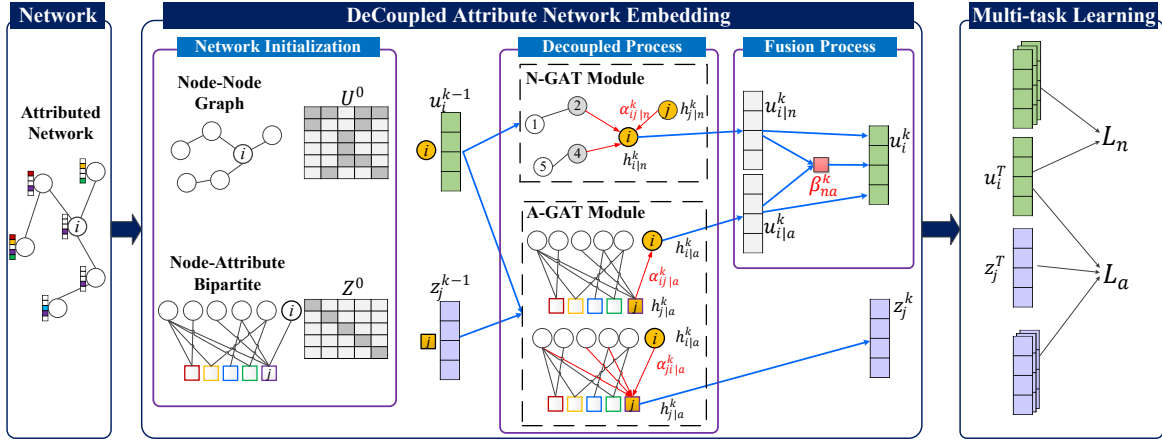 Network
DeCoupled Attribute Network Embedding
Multi-task Learning
Attributed
Network
i
Network Initialization
Node-Node
Graph
U^0
i
Node-Attribute
Bipartite
Z^0
i
j
u_i^{k-1}
i
z_j^{k-1}
j
Decoupled Process
N-GAT Module
1
2
α_{ij|n}^k
j
h_{j|n}^k
i
5
4
h_{i|n}^k
A-GAT Module
i
h_{i|a}^k
α_{ij|a}^k
j
h_{j|a}^k
i
h_{i|a}^k
α_{ji|a}^k
j
h_{j|a}^k
Fusion Process
u_{i|n}^k
u_i^k
β_{na}^k
u_{i|a}^k
z_j^k
L_n
u_i^T
z_j^T
L_a